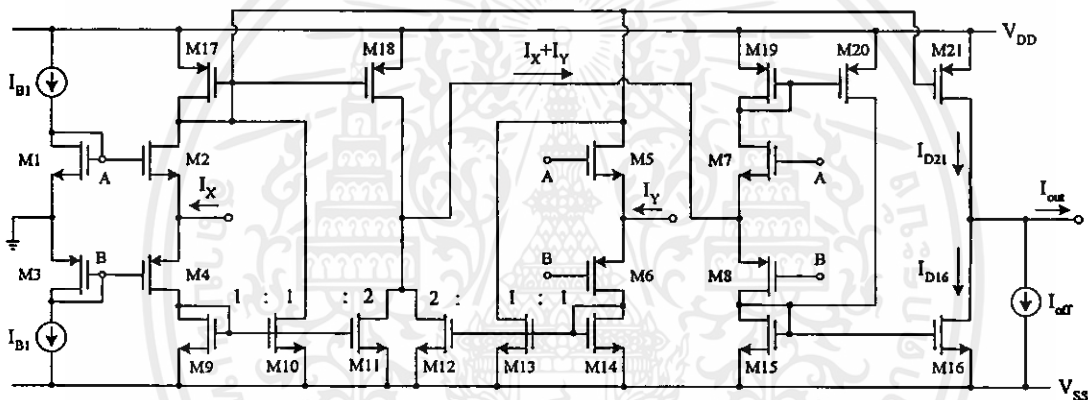 M17
M18
I_X+I_Y
M19
M20
M21
V_DD
I_B1
M1
A
M2
M5
A
M7
A
I_D21
I_X
I_Y
I_out
M3
B
M4
B
M6
M8
B
I_D16
1 : 1 : 2 2 : 1 : 1
I_off
I_B1
M9
M10
M11
M12
M13
M14
M15
M16
V_SS